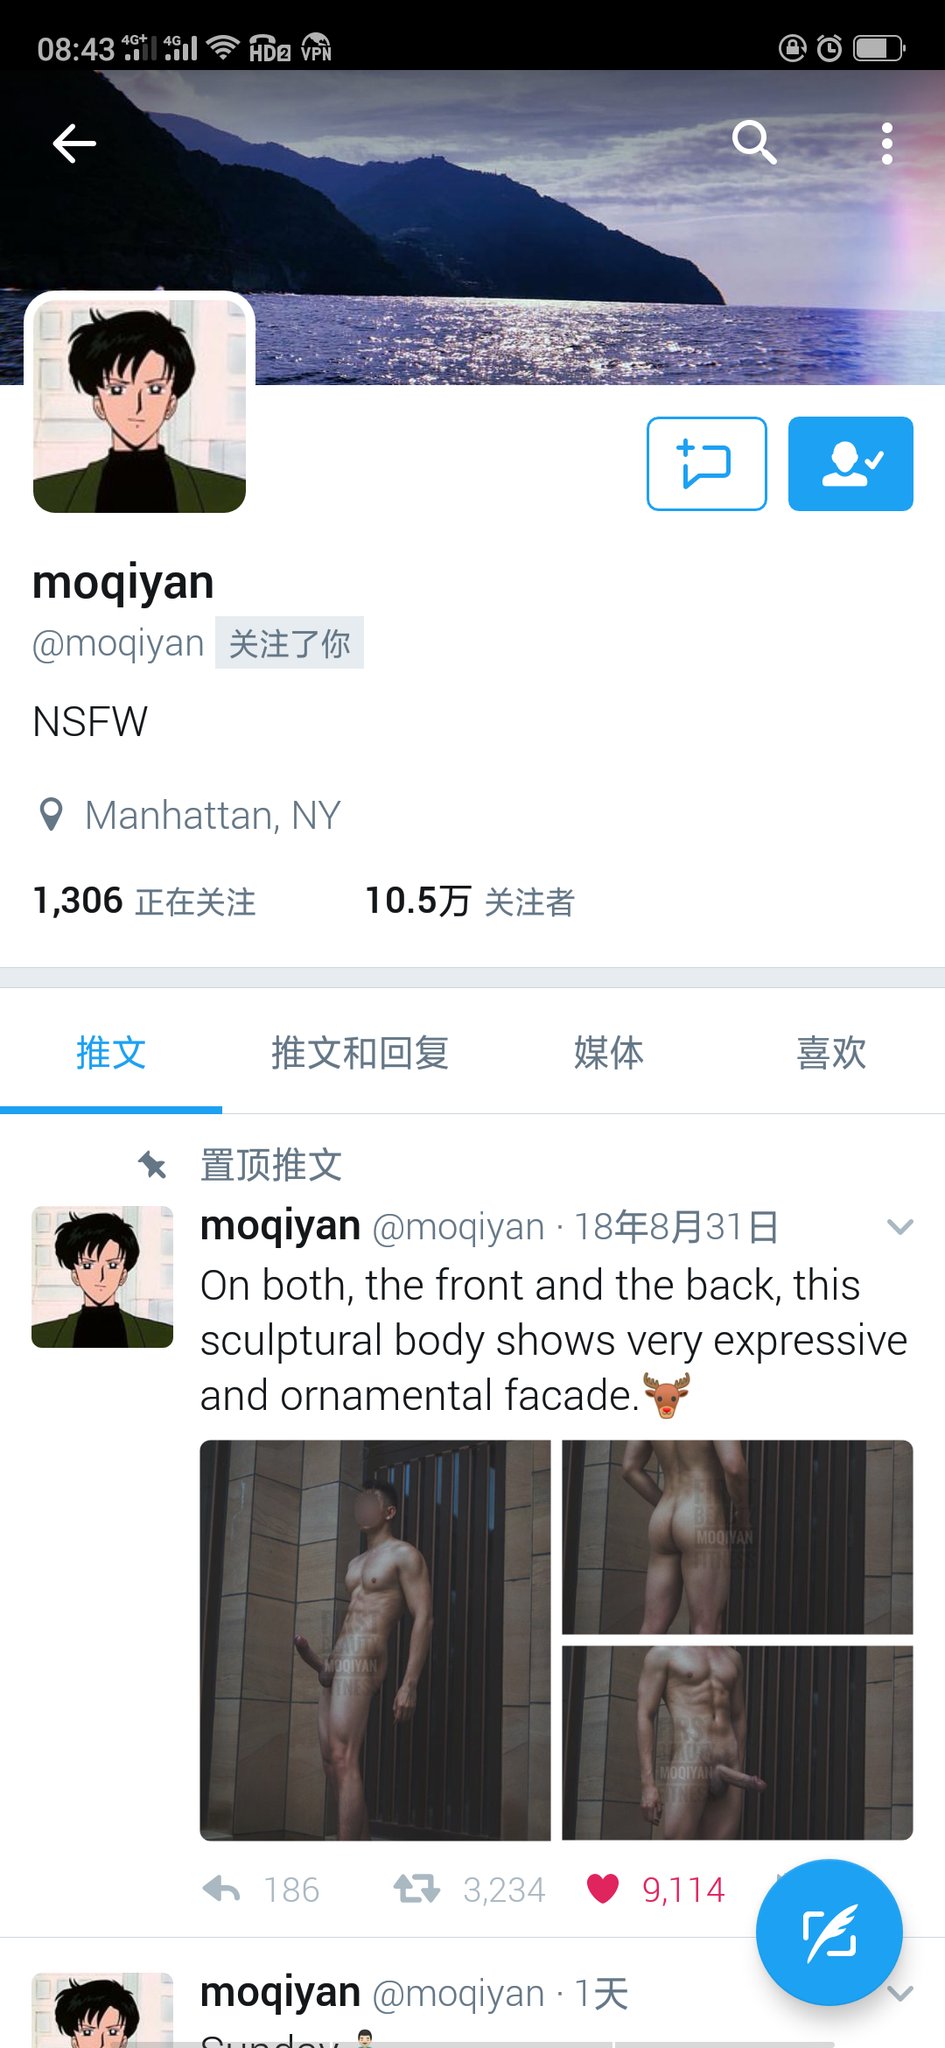 08:43 4G+ 4G HD2 VPN
moqiyan
@moqiyan 关注了你
NSFW
Manhattan, NY
1,306 正在关注 10.5万 关注者
推文 推文和回复 媒体 喜欢
置顶推文
moqiyan @moqiyan · 18年8月31日
On both, the front and the back, this
sculptural body shows very expressive
and ornamental facade.🦌
MOQIYAN
MOQIYAN
MOQIYAN
186 3,234 9,114
moqiyan @moqiyan · 1天
Sunday